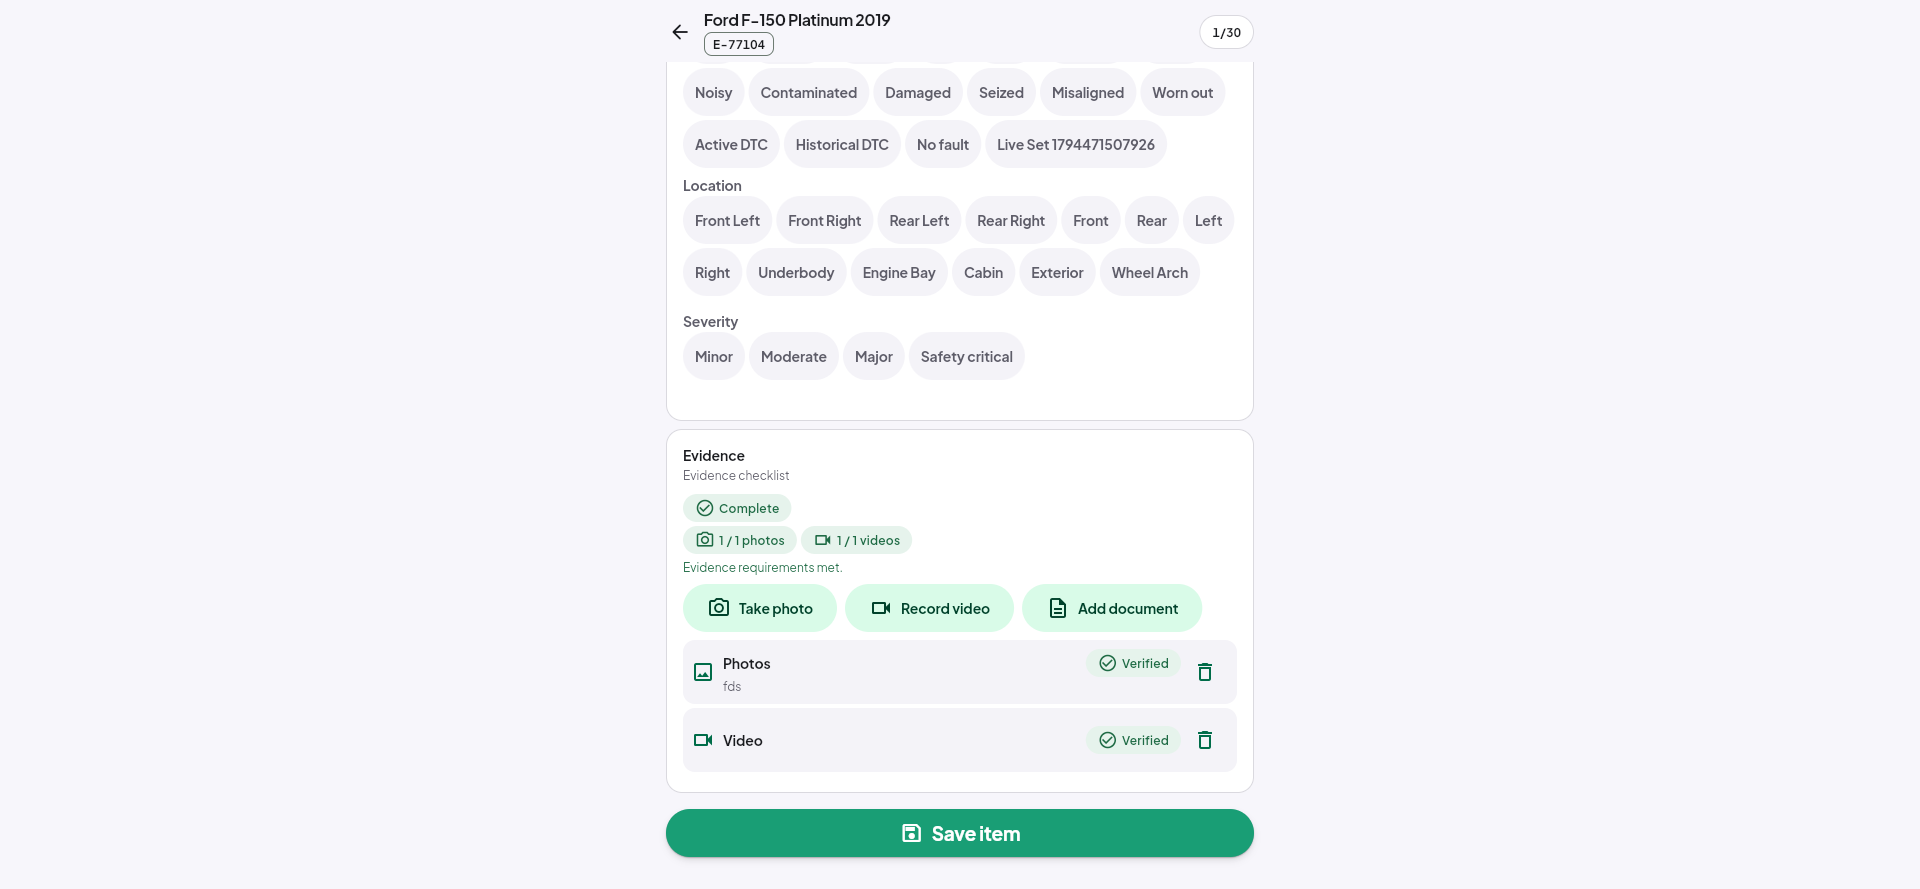 Ford F-150 Platinum 2019
E-77104
1/30
Noisy Contaminated Damaged Seized Misaligned Worn out
Active DTC Historical DTC No fault Live Set 1794471507926
Location
Front Left Front Right Rear Left Rear Right Front Rear Left
Right Underbody Engine Bay Cabin Exterior Wheel Arch
Severity
Minor Moderate Major Safety critical
Evidence
Evidence checklist
Complete
1 / 1 photos 1 / 1 videos
Evidence requirements met.
Take photo Record video Add document
Photos Verified
fds
Video Verified
Save item